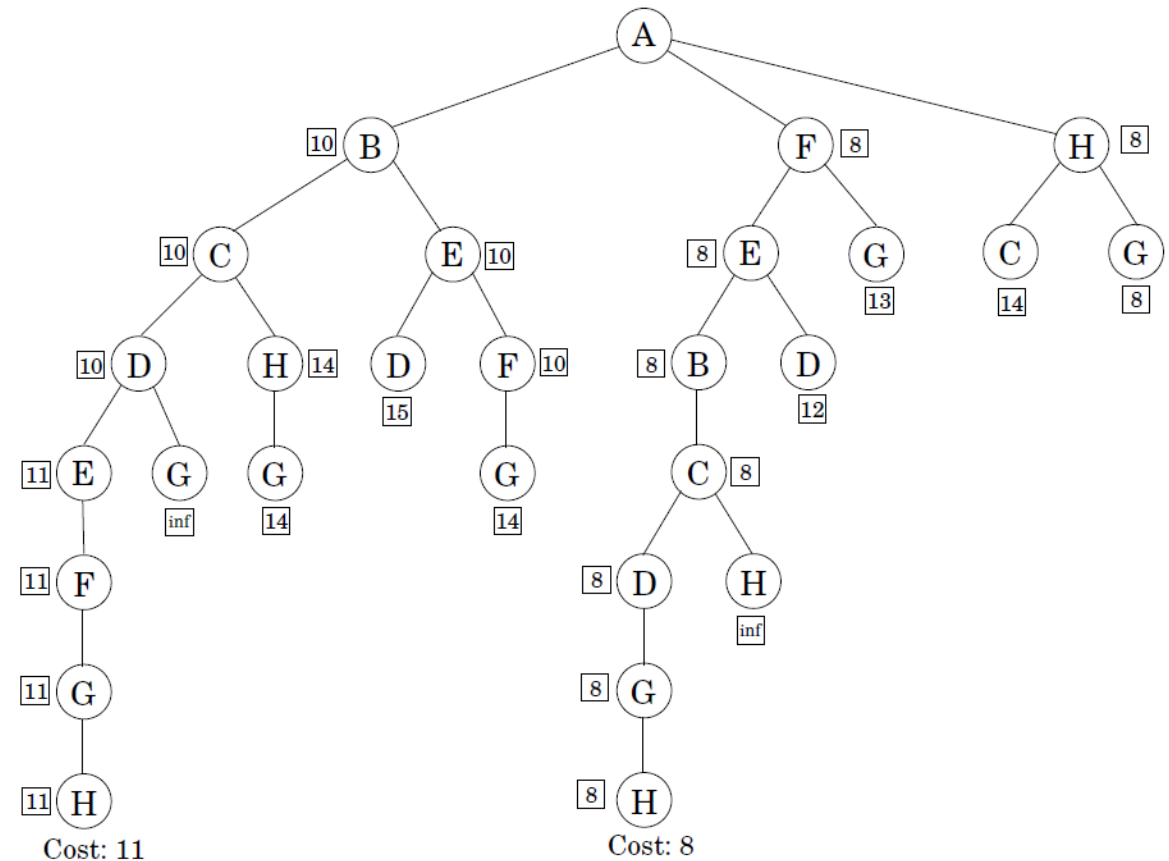 A
10 B F 8 H 8
10 C E 10 8 E G C G
13 14 8
10 D H 14 D F 10 8 B D
15 12
11 E G G G C 8
inf 14 14
11 F 8 D H
inf
11 G 8 G
11 H 8 H
Cost: 11 Cost: 8